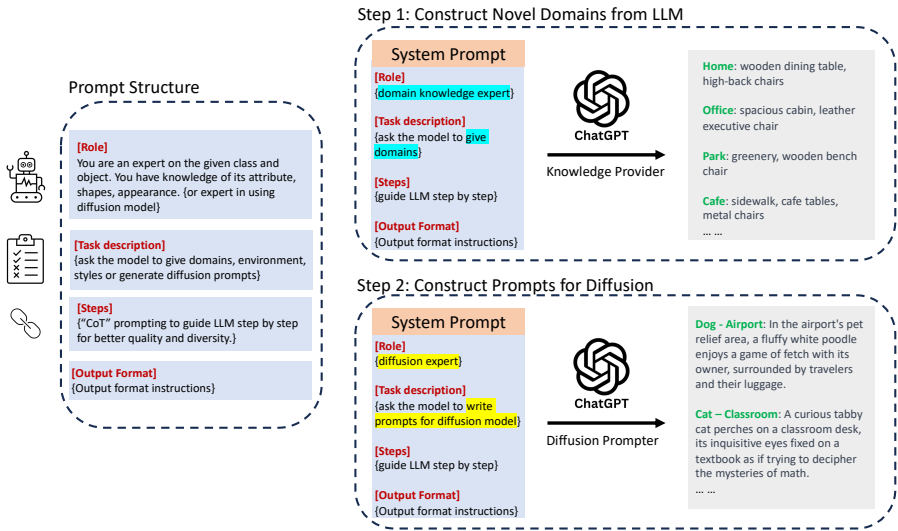 Prompt Structure
[Role]
You are an expert on the given class and
object. You have knowledge of its attribute,
shapes, appearance. {or expert in using
diffusion model}
[Task description]
{ask the model to give domains, environment,
styles or generate diffusion prompts}
[Steps]
{“CoT” prompting to guide LLM step by step
for better quality and diversity.}
[Output Format]
{Output format instructions}
Step 1: Construct Novel Domains from LLM
System Prompt
[Role]
{domain knowledge expert}
[Task description]
{ask the model to give
domains}
[Steps]
{guide LLM step by step}
[Output Format]
{Output format instructions}
ChatGPT
Knowledge Provider
Home: wooden dining table,
high-back chairs
Office: spacious cabin, leather
executive chair
Park: greenery, wooden bench
chair
Cafe: sidewalk, cafe tables,
metal chairs
... ...
Step 2: Construct Prompts for Diffusion
System Prompt
[Role]
{diffusion expert}
[Task description]
{ask the model to write
prompts for diffusion model}
[Steps]
{guide LLM step by step}
[Output Format]
{Output format instructions}
ChatGPT
Diffusion Prompter
Dog - Airport: In the airport's pet
relief area, a fluffy white poodle
enjoys a game of fetch with its
owner, surrounded by travelers
and their luggage.
Cat – Classroom: A curious tabby
cat perches on a classroom desk,
its inquisitive eyes fixed on a
textbook as if trying to decipher
the mysteries of math.
... ...